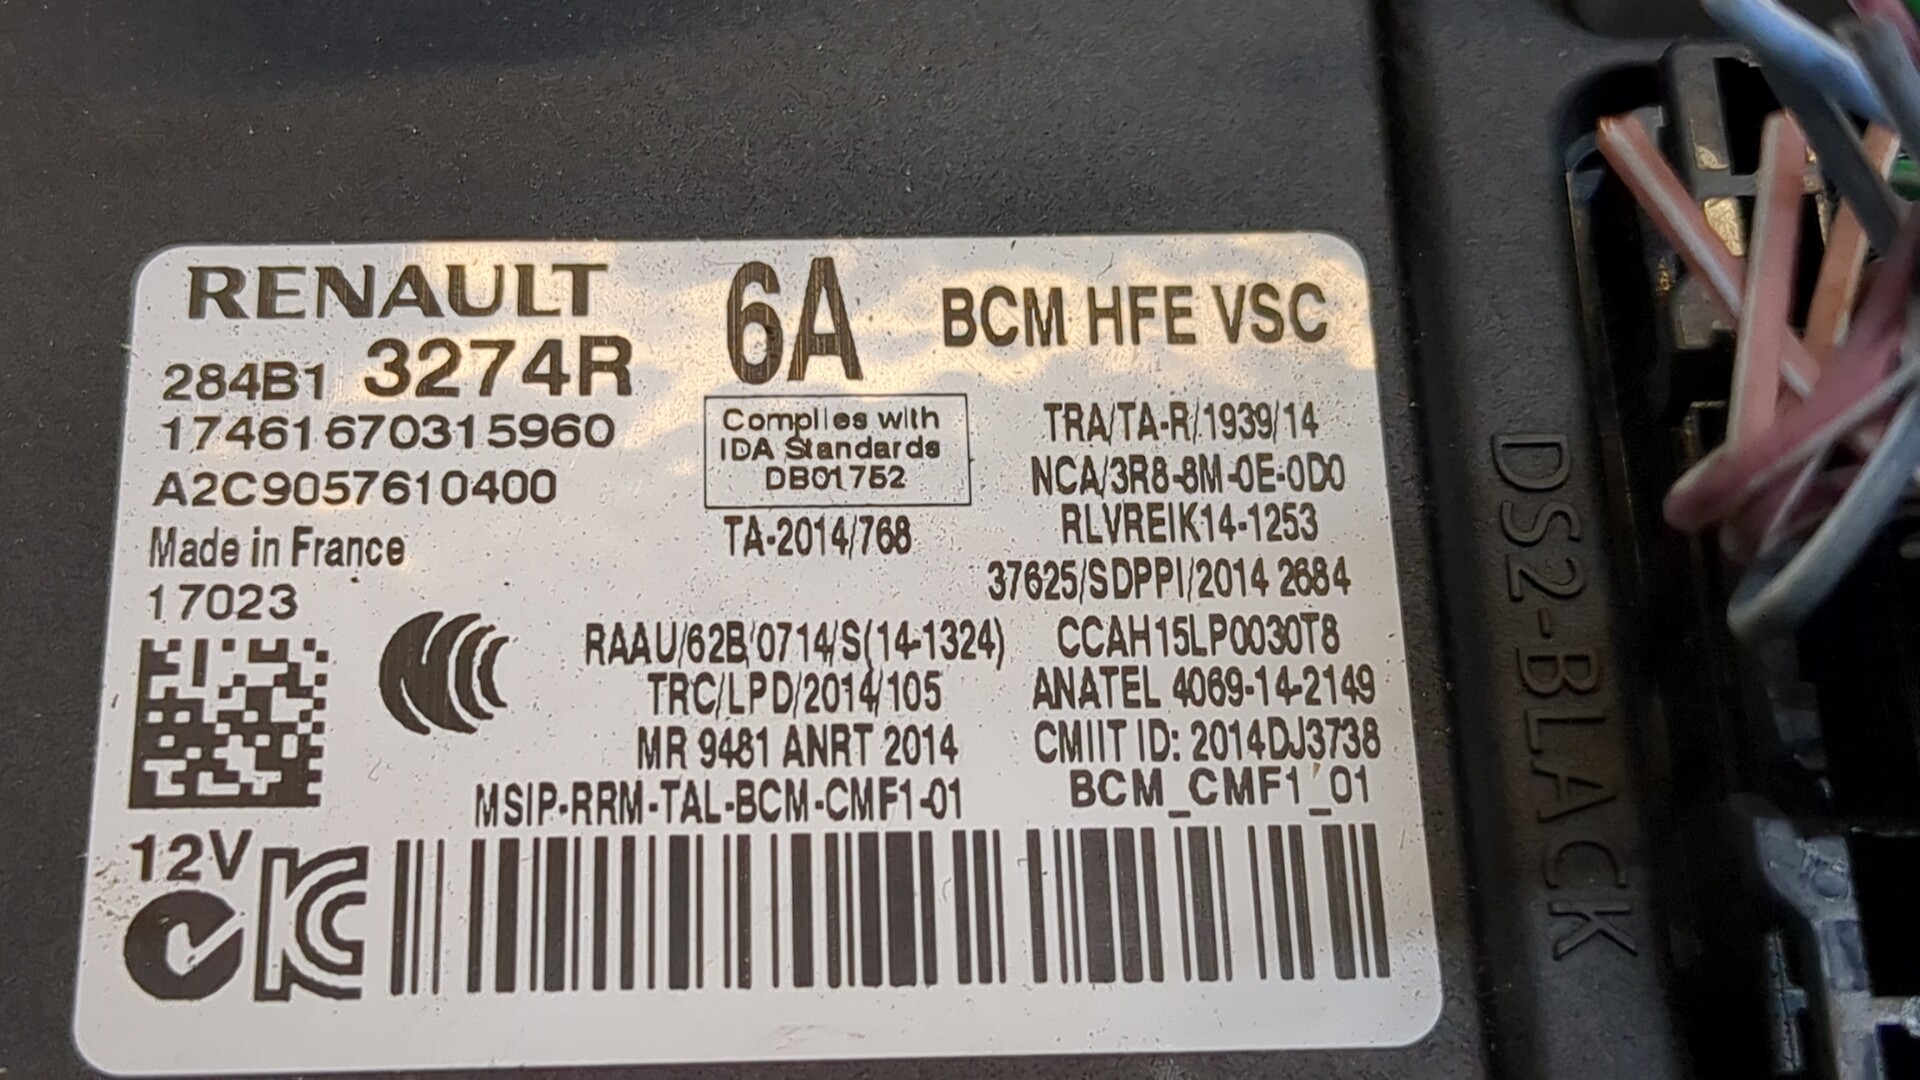 RENAULT
284B1 3274R
17461670315960
A2C9057610400
Made in France
17023
6A
BCM HFE VSC
Complies with
IDA Standards
DB01752
TA-2014/768
TRA/TA-R/1939/14
NCA/3R8-8M-0E-0D0
RLVREIK14-1253
37625/SDPPI/2014 2684
RAAU/62B/0714/S(14-1324)
CCAH15LP0030T8
TRC/LPD/2014/105
ANATEL 4069-14-2149
MR 9481 ANRT 2014
CMIIT ID: 2014DJ3738
MSIP-RRM-TAL-BCM-CMF1-01
BCM_CMF1_01
12V
DS2-BLACK